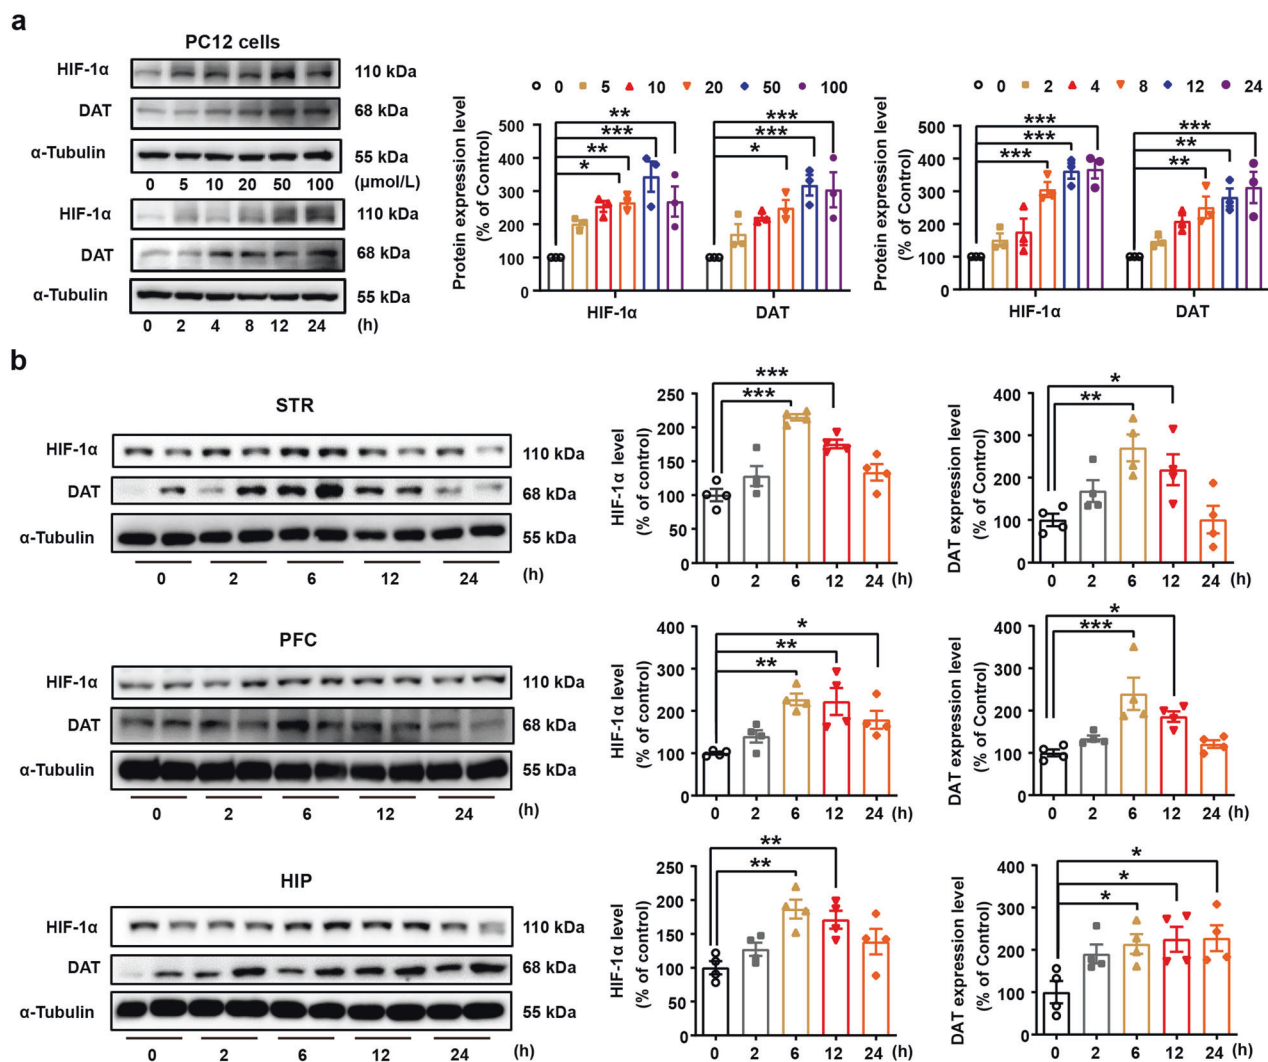 a
PC12 cells
HIF-1α 110 kDa
DAT 68 kDa
α-Tubulin 55 kDa
0 5 10 20 50 100 (μmol/L)
HIF-1α 110 kDa
DAT 68 kDa
α-Tubulin 55 kDa
0 2 4 8 12 24 (h)
0 5 10 20 50 100
Protein expression level
(% of Control)
500
400
300
200
100
0
* ** *** **
* *** ***
HIF-1α DAT
0 2 4 8 12 24
Protein expression level
(% of Control)
500
400
300
200
100
0
*** *** ***
** ** ***
HIF-1α DAT
b
STR
HIF-1α 110 kDa
DAT 68 kDa
α-Tubulin 55 kDa
0 2 6 12 24 (h)
HIF-1α level
(% of control)
250
200
150
100
50
0
***
***
0 2 6 12 24 (h)
DAT expression level
(% of Control)
400
300
200
100
0
*
**
0 2 6 12 24 (h)
PFC
HIF-1α 110 kDa
DAT 68 kDa
α-Tubulin 55 kDa
0 2 6 12 24 (h)
HIF-1α level
(% of control)
400
300
200
100
0
*
**
**
0 2 6 12 24 (h)
DAT expression level
(% of Control)
400
300
200
100
0
*
***
0 2 6 12 24 (h)
HIP
HIF-1α 110 kDa
DAT 68 kDa
α-Tubulin 55 kDa
0 2 6 12 24 (h)
HIF-1α level
(% of control)
250
200
150
100
50
0
**
**
0 2 6 12 24 (h)
DAT expression level
(% of Control)
400
300
200
100
0
*
*
*
0 2 6 12 24 (h)